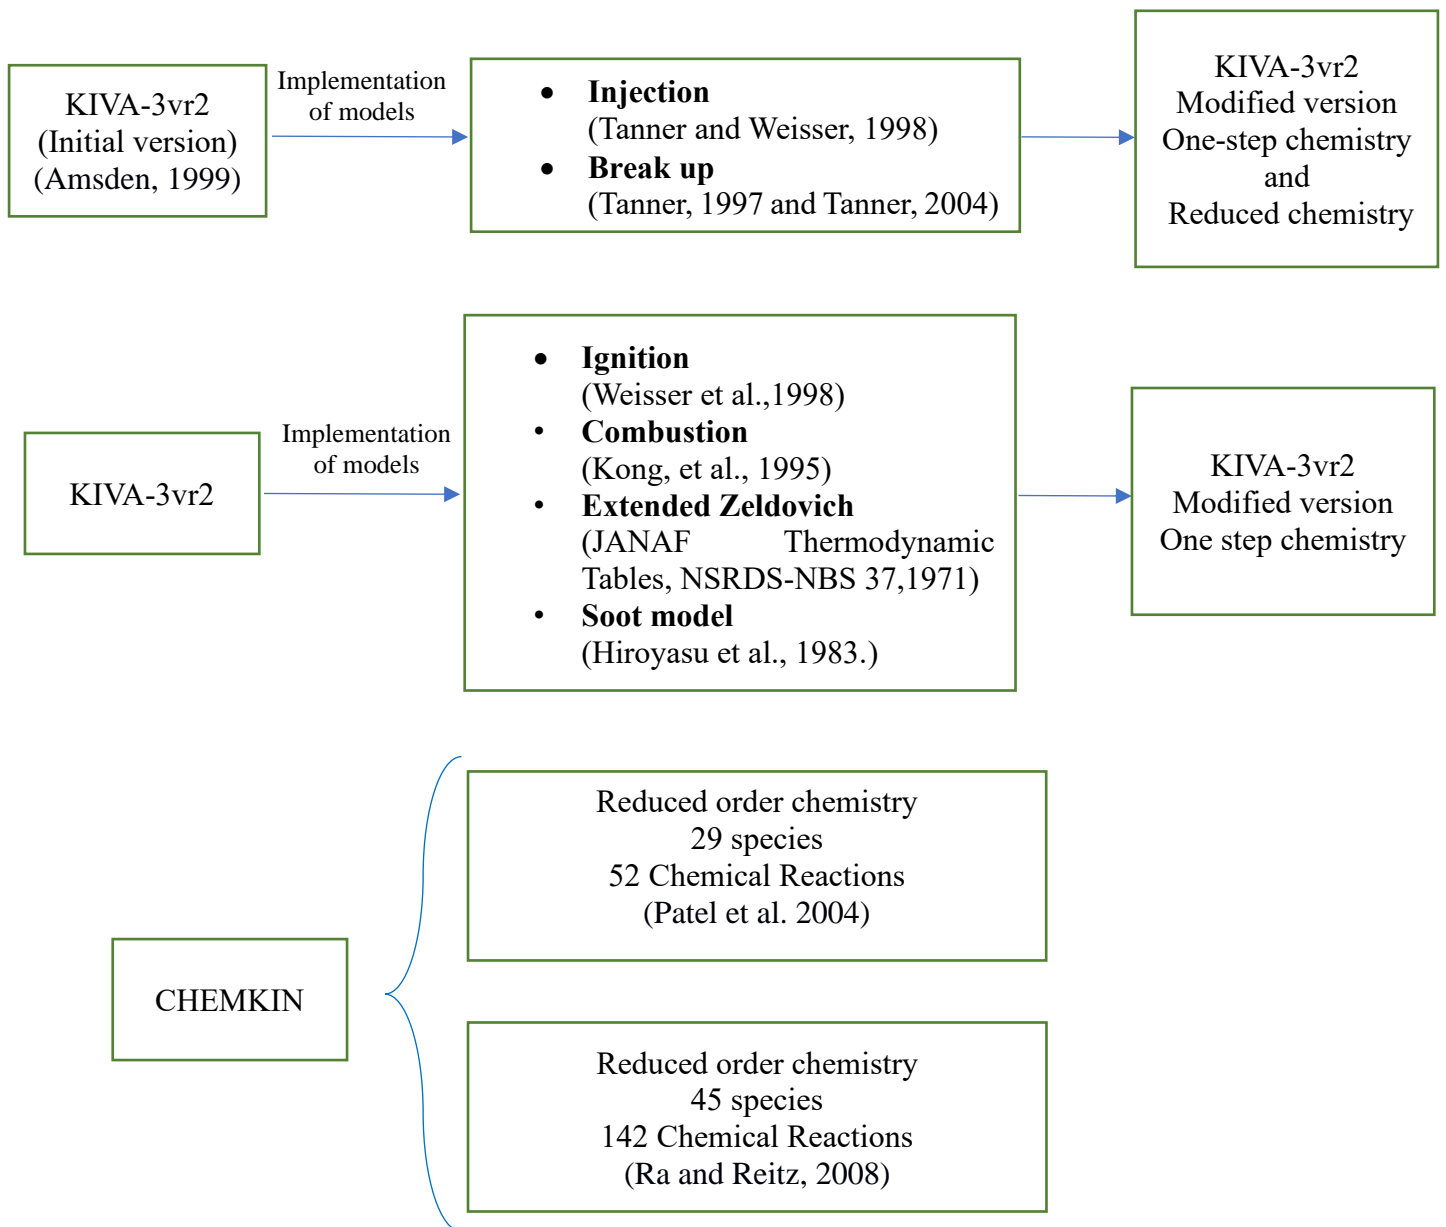 KIVA-3vr2
(Initial version)
(Amsden, 1999)
Implementation
of models
• Injection
(Tanner and Weisser, 1998)
• Break up
(Tanner, 1997 and Tanner, 2004)
KIVA-3vr2
Modified version
One-step chemistry
and
Reduced chemistry
KIVA-3vr2
Implementation
of models
• Ignition
(Weisser et al.,1998)
• Combustion
(Kong, et al., 1995)
• Extended Zeldovich
(JANAF Thermodynamic
Tables, NSRDS-NBS 37,1971)
• Soot model
(Hiroyasu et al., 1983.)
KIVA-3vr2
Modified version
One step chemistry
CHEMKIN
Reduced order chemistry
29 species
52 Chemical Reactions
(Patel et al. 2004)
Reduced order chemistry
45 species
142 Chemical Reactions
(Ra and Reitz, 2008)